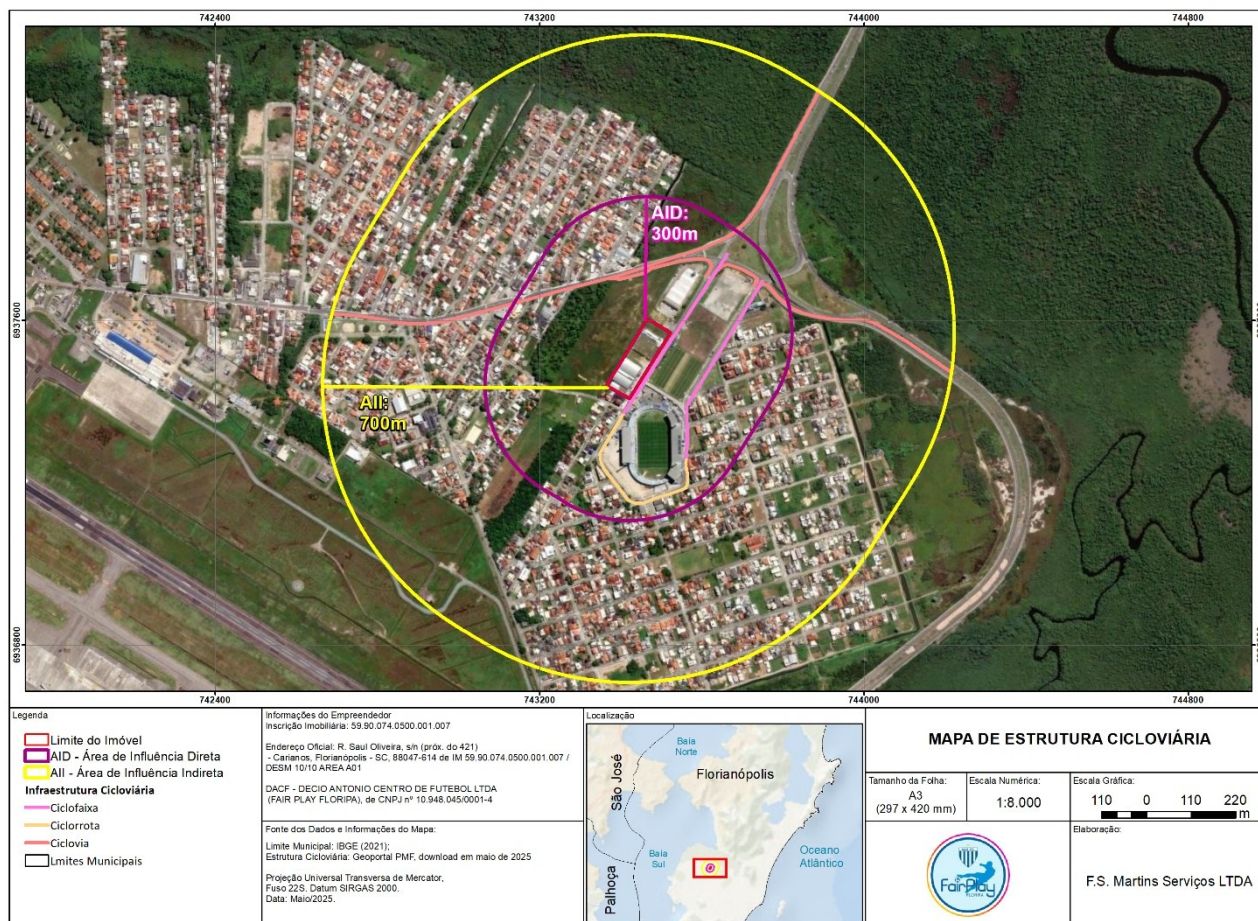 742400
743200
744000
744800
6937600
6936800
AID:
300m
AII:
700m
742400
743200
744000
744800
Legenda
Limite do Imóvel
AID - Área de Influência Direta
AII - Área de Influência Indireta
Infraestrutura Cicloviária
Ciclofaixa
Ciclorrota
Ciclovia
Lmites Municipais
Informações do Empreendedor
Inscrição Imobiliária: 59.90.074.0500.001.007
Endereço Oficial: R. Saul Oliveira, s/n (próx. do 421)
- Carianos, Florianópolis - SC, 88047-614 de IM 59.90.074.0500.001.007 /
DESM 10/10 AREA A01
DACF - DECIO ANTONIO CENTRO DE FUTEBOL LTDA
(FAIR PLAY FLORIPA), de CNPJ nº 10.948.045/0001-4
Fonte dos Dados e Informações do Mapa:
Limite Municipal: IBGE (2021);
Estrutura Cicloviária: Geoportal PMF, download em maio de 2025
Projeção Universal Transversa de Mercator,
Fuso 22S. Datum SIRGAS 2000.
Data: Maio/2025.
Localização
Baía
Norte
Florianópolis
São José
Baía
Sul
Palhoça
Oceano
Atlântico
MAPA DE ESTRUTURA CICLOVIÁRIA
Tamanho da Folha:
A3
(297 x 420 mm)
Escala Numérica:
1:8.000
Escala Gráfica:
110 0 110 220
m
Elaboração:
FairPlay
F.S. Martins Serviços LTDA